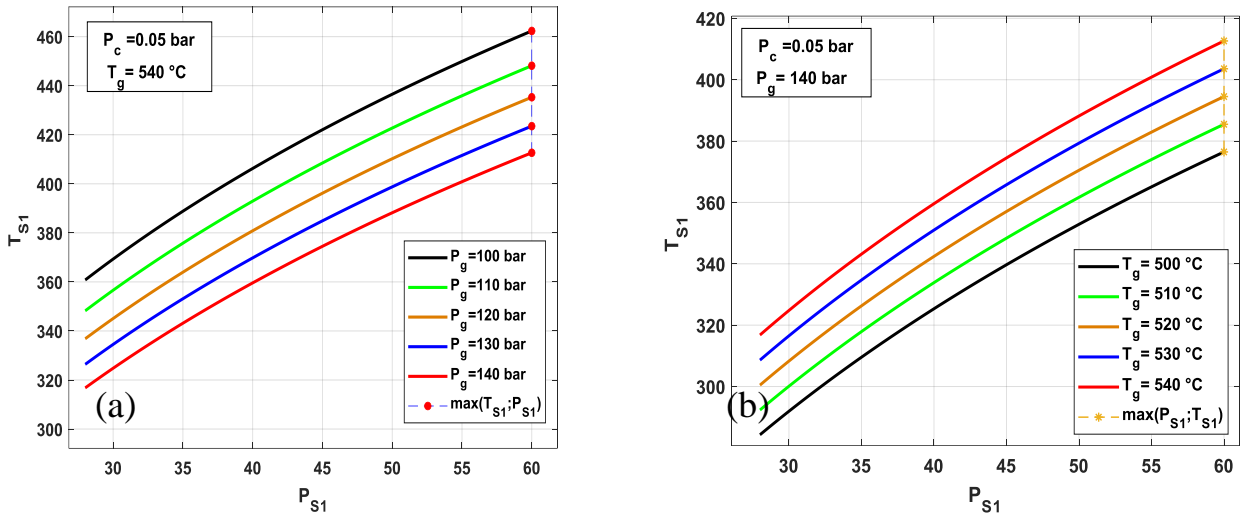 P_c =0.05 bar
T_g= 540 °C
460
440
420
400
380
360
340
320
300
T_S1
P_g=100 bar
P_g=110 bar
P_g=120 bar
P_g=130 bar
P_g=140 bar
max(T_S1;P_S1)
(a)
30 35 40 45 50 55 60
P_S1
P_c =0.05 bar
P_g= 140 bar
420
400
380
360
340
320
300
T_S1
T_g= 500 °C
T_g= 510 °C
T_g= 520 °C
T_g= 530 °C
T_g= 540 °C
max(P_S1;T_S1)
(b)
30 35 40 45 50 55 60
P_S1